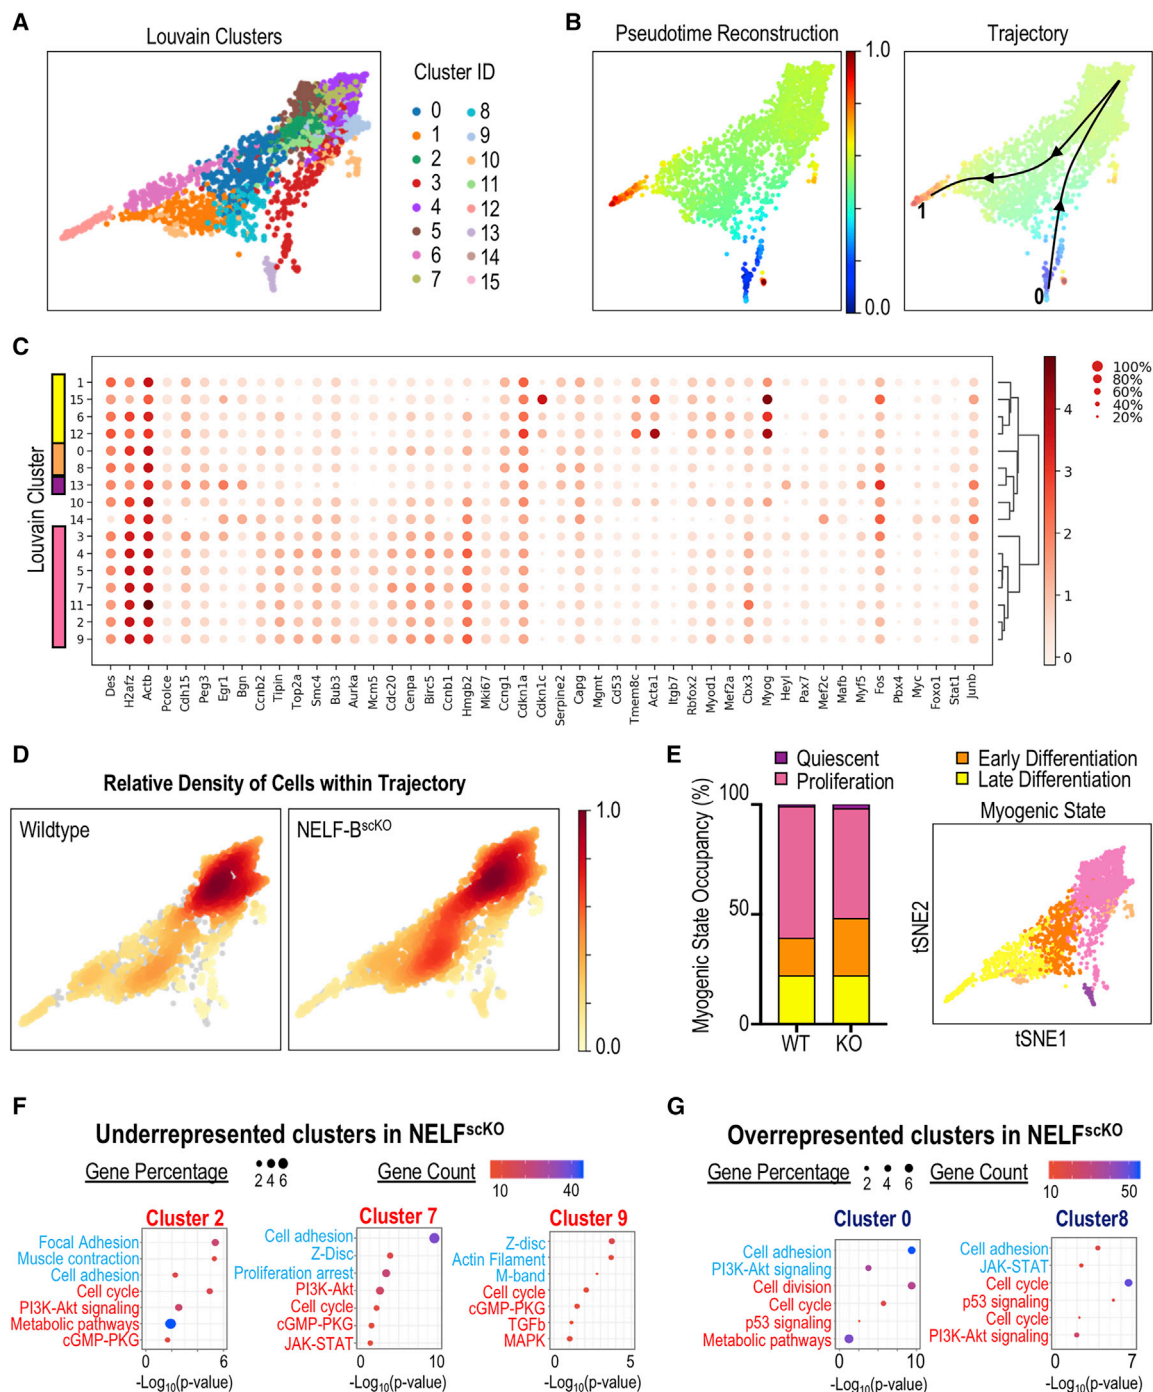 A
Louvain Clusters
Cluster ID
0 8
1 9
2 10
3 11
4 12
5 13
6 14
7 15
B
Pseudotime Reconstruction
1.0
0.0
Trajectory
1
0
C
Louvain Cluster
1
15
6
12
0
8
13
10
14
3
4
5
7
11
2
9
Des
H2afz
Actb
Pcolce
Cdh15
Peg3
Egr1
Bgn
Ccnb2
Tipin
Top2a
Smc4
Bub3
Aurka
Mcm5
Cdc20
Cenpa
Birc5
Ccnb1
Hmgb2
Mki67
Ccng1
Cdkn1a
Cdkn1c
Serpine2
Capg
Mgmt
Cd53
Tmem8c
Acta1
Itgb7
Rbfox2
Myod1
Mef2a
Cbx3
Myog
Heyl
Pax7
Mef2c
Mafb
Myf5
Fos
Pbx4
Myc
Foxo1
Stat1
Junb
4
3
2
1
0
100%
80%
60%
40%
20%
D
Relative Density of Cells within Trajectory
Wildtype
NELF-BscKO
1.0
0.0
E
Quiescent
Proliferation
Early Differentiation
Late Differentiation
Myogenic State Occupancy (%)
100
50
0
WT KO
Myogenic State
tSNE2
tSNE1
F
Underrepresented clusters in NELFscKO
Gene Percentage
2 4 6
Gene Count
10 40
Cluster 2
Focal Adhesion
Muscle contraction
Cell adhesion
Cell cycle
PI3K-Akt signaling
Metabolic pathways
cGMP-PKG
0 6
-Log10(p-value)
Cluster 7
Cell adhesion
Z-Disc
Proliferation arrest
PI3K-Akt
Cell cycle
cGMP-PKG
JAK-STAT
0 10
-Log10(p-value)
Cluster 9
Z-disc
Actin Filament
M-band
Cell cycle
cGMP-PKG
TGFb
MAPK
0 5
-Log10(p-value)
G
Overrepresented clusters in NELFscKO
Gene Percentage
2 4 6
Gene Count
10 50
Cluster 0
Cell adhesion
PI3K-Akt signaling
Cell division
Cell cycle
p53 signaling
Metabolic pathways
0 10
-Log10(p-value)
Cluster8
Cell adhesion
JAK-STAT
Cell cycle
p53 signaling
Cell cycle
PI3K-Akt signaling
0 7
-Log10(p-value)